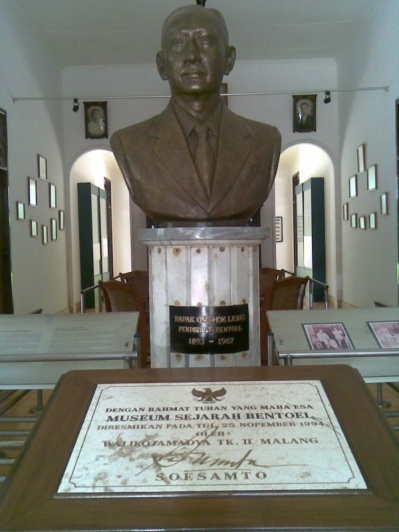 BAPAK ONG HOK LIONG
PENDIRI BENTOEL
1893 - 1967
DENGAN RAHMAT TUHAN YANG MAHA ESA
MUSEUM SEJARAH BENTOEL
DIRESMIKAN PADA TGL. 25 NOPEMBER 1994
OLEH:
WALIKOTAMADYA TK. II MALANG
SOESAMTO